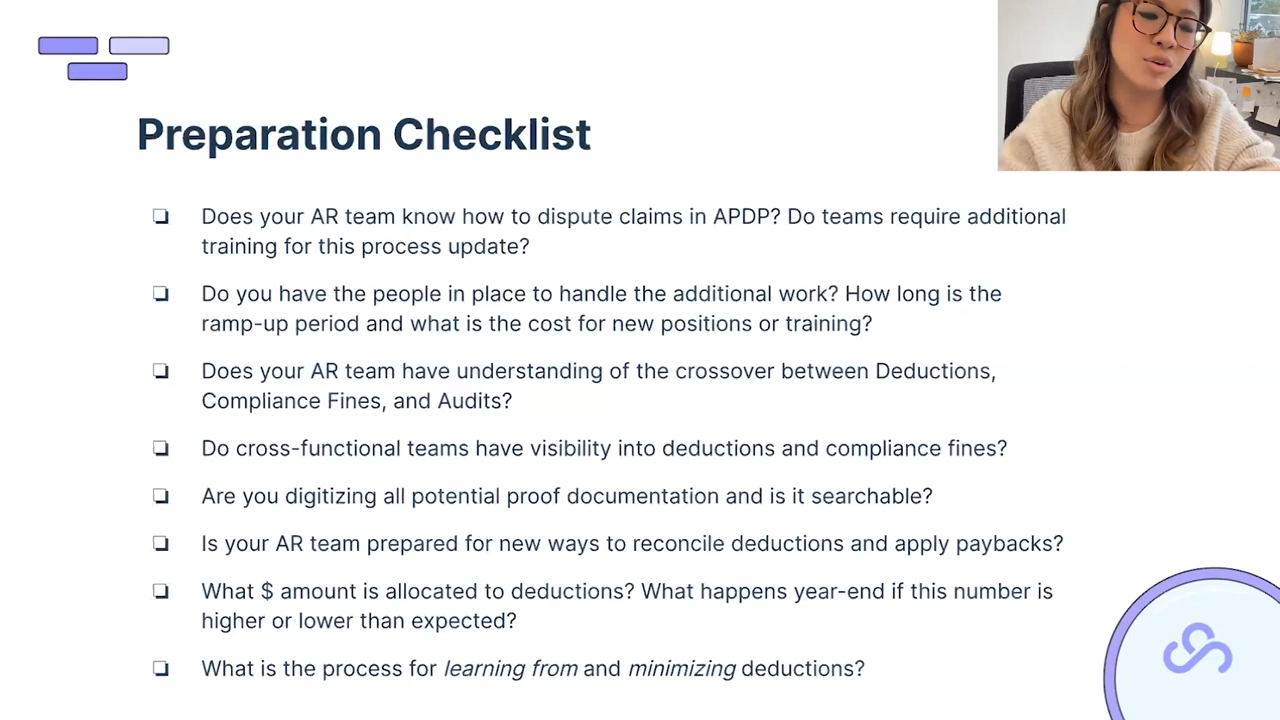 Preparation Checklist
Does your AR team know how to dispute claims in APDP? Do teams require additional
training for this process update?
Do you have the people in place to handle the additional work? How long is the
ramp-up period and what is the cost for new positions or training?
Does your AR team have understanding of the crossover between Deductions,
Compliance Fines, and Audits?
Do cross-functional teams have visibility into deductions and compliance fines?
Are you digitizing all potential proof documentation and is it searchable?
Is your AR team prepared for new ways to reconcile deductions and apply paybacks?
What $ amount is allocated to deductions? What happens year-end if this number is
higher or lower than expected?
What is the process for learning from and minimizing deductions?